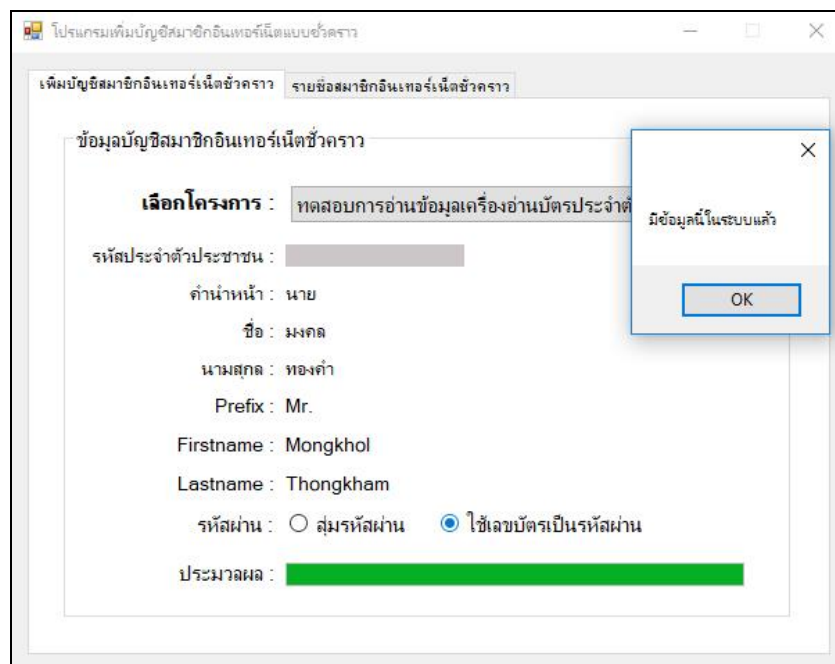 โปรแกรมเพิ่มบัญชีสมาชิกอินเทอร์เน็ตแบบชั่วคราว
เพิ่มบัญชีสมาชิกอินเทอร์เน็ตชั่วคราว รายชื่อสมาชิกอินเทอร์เน็ตชั่วคราว
ข้อมูลบัญชีสมาชิกอินเทอร์เน็ตชั่วคราว
เลือกโครงการ : ทดสอบการอ่านข้อมูลเครื่องอ่านบัตรประจำตั
มีข้อมูลนี้ในระบบแล้ว
OK
รหัสประจำตัวประชาชน :
คำนำหน้า : นาย
ชื่อ : มงคล
นามสุกล : ทองคำ
Prefix : Mr.
Firstname : Mongkhol
Lastname : Thongkham
รหัสผ่าน : สุ่มรหัสผ่าน ใช้เลขบัตรเป็นรหัสผ่าน
ประมวลผล :